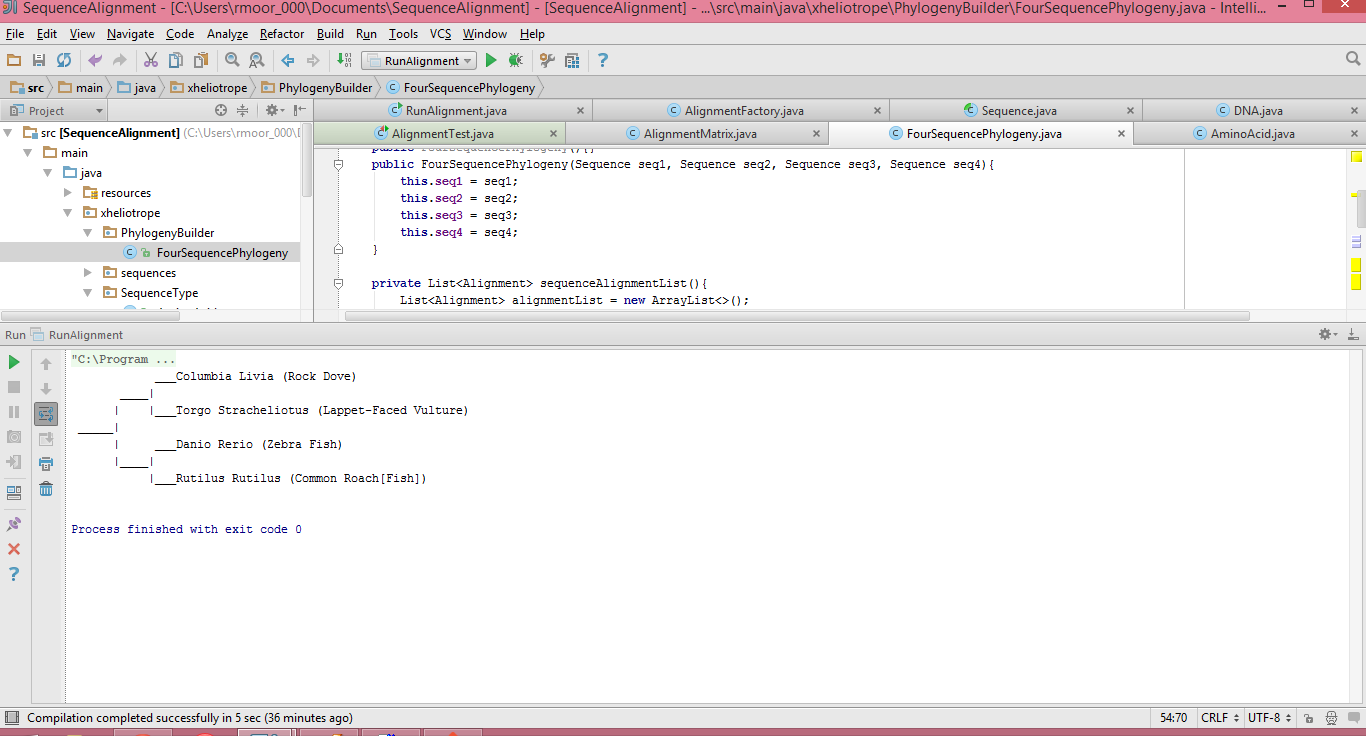 SequenceAlignment - [C:\Users\rmoor_000\Documents\SequenceAlignment] - [SequenceAlignment] - ...\src\main\java\xheliotrope\PhylogenyBuilder\FourSequencePhylogeny.java - Intelli...
File Edit View Navigate Code Analyze Refactor Build Run Tools VCS Window Help
RunAlignment
src main java xheliotrope PhylogenyBuilder FourSequencePhylogeny
Project
RunAlignment.java AlignmentFactory.java Sequence.java DNA.java
AlignmentTest.java AlignmentMatrix.java FourSequencePhylogeny.java AminoAcid.java
src [SequenceAlignment] (C:\Users\rmoor_000\D
main
java
resources
xheliotrope
PhylogenyBuilder
FourSequencePhylogeny
sequences
SequenceType
public FourSequencePhylogeny(){}
public FourSequencePhylogeny(Sequence seq1, Sequence seq2, Sequence seq3, Sequence seq4){
this.seq1 = seq1;
this.seq2 = seq2;
this.seq3 = seq3;
this.seq4 = seq4;
}
private List<Alignment> sequenceAlignmentList(){
List<Alignment> alignmentList = new ArrayList<>();
Run RunAlignment
"C:\Program ...
___Columbia Livia (Rock Dove)
____|
| |___Torgo Stracheliotus (Lappet-Faced Vulture)
_____|
| ___Danio Rerio (Zebra Fish)
|____|
|___Rutilus Rutilus (Common Roach[Fish])
Process finished with exit code 0
Compilation completed successfully in 5 sec (36 minutes ago)
54:70 CRLF UTF-8